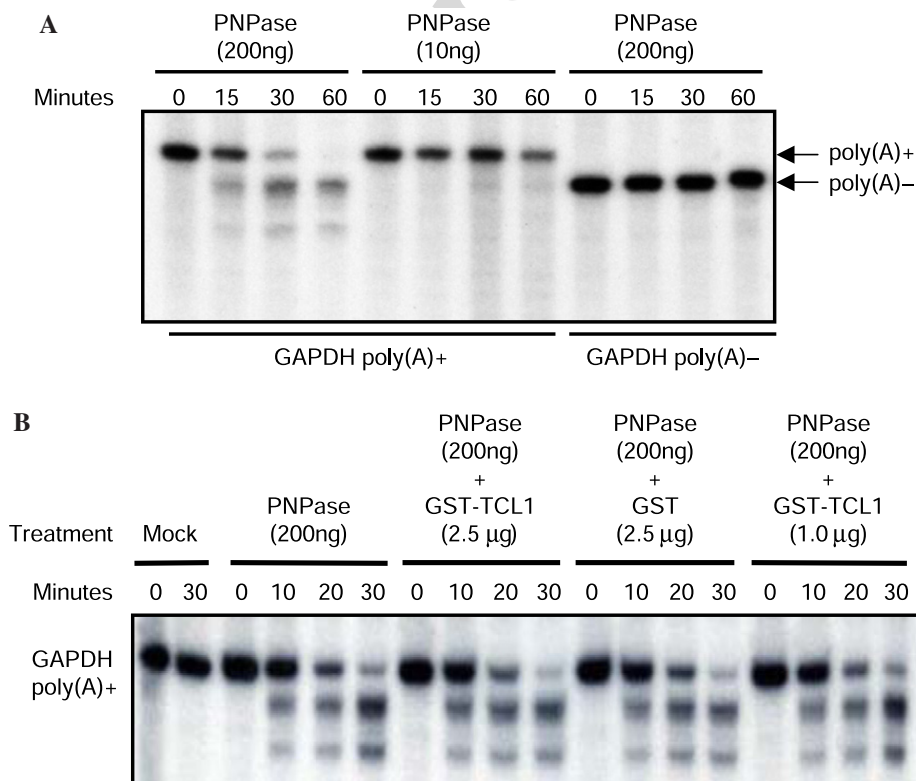 A
PNPase PNPase PNPase
(200ng) (10ng) (200ng)
Minutes 0 15 30 60 0 15 30 60 0 15 30 60
poly(A)+
poly(A)–
GAPDH poly(A)+ GAPDH poly(A)–
B
PNPase PNPase PNPase
(200ng) (200ng) (200ng)
+ + +
PNPase GST-TCL1 GST GST-TCL1
Treatment Mock (200ng) (2.5 µg) (2.5 µg) (1.0 µg)
Minutes 0 30 0 10 20 30 0 10 20 30 0 10 20 30 0 10 20 30
GAPDH
poly(A)+